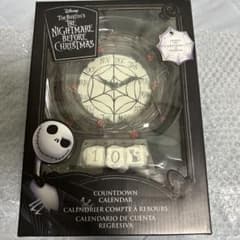 Disney
TIM BURTON'S
THE
NIGHTMARE
BEFORE
CHRISTMAS
10
COUNTDOWN
CALENDAR
CALENDRIER COMPTE À REBOURS
CALENDARIO DE CUENTA
REGRESIVA